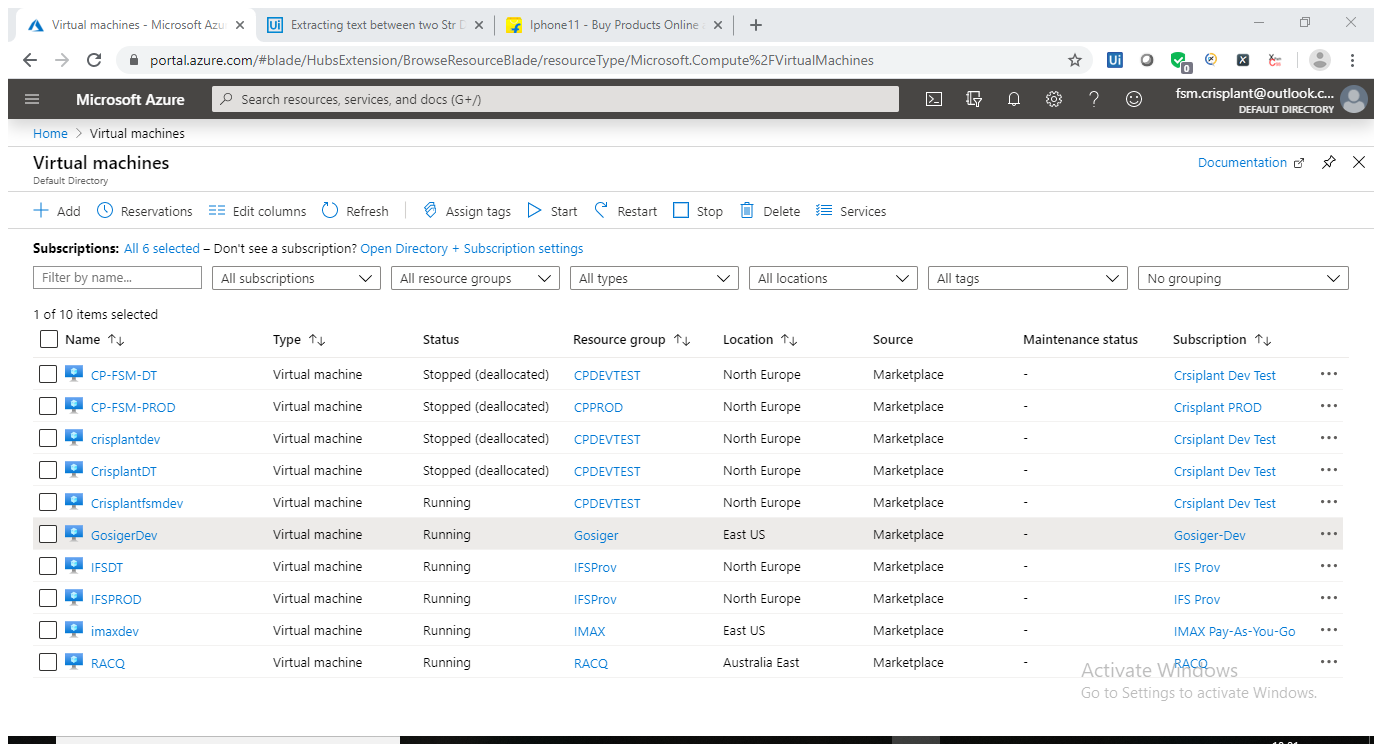 Virtual machines - Microsoft Azu
Extracting text between two Str D
Iphone11 - Buy Products Online
portal.azure.com/#blade/HubsExtension/BrowseResourceBlade/resourceType/Microsoft.Compute%2FVirtualMachines
Ui
0
Microsoft Azure
Search resources, services, and docs (G+/)
fsm.crisplant@outlook.c...
DEFAULT DIRECTORY
Home > Virtual machines
Virtual machines
Documentation
Default Directory
Add Reservations Edit columns Refresh Assign tags Start Restart Stop Delete Services
Subscriptions: All 6 selected – Don't see a subscription? Open Directory + Subscription settings
Filter by name... All subscriptions All resource groups All types All locations All tags No grouping
1 of 10 items selected
Name Type Status Resource group Location Source Maintenance status Subscription
CP-FSM-DT Virtual machine Stopped (deallocated) CPDEVTEST North Europe Marketplace - Crsiplant Dev Test
CP-FSM-PROD Virtual machine Stopped (deallocated) CPPROD North Europe Marketplace - Crisplant PROD
crisplantdev Virtual machine Stopped (deallocated) CPDEVTEST North Europe Marketplace - Crsiplant Dev Test
CrisplantDT Virtual machine Stopped (deallocated) CPDEVTEST North Europe Marketplace - Crsiplant Dev Test
Crisplantfsmdev Virtual machine Running CPDEVTEST North Europe Marketplace - Crsiplant Dev Test
GosigerDev Virtual machine Running Gosiger East US Marketplace - Gosiger-Dev
IFSDT Virtual machine Running IFSProv North Europe Marketplace - IFS Prov
IFSPROD Virtual machine Running IFSProv North Europe Marketplace - IFS Prov
imaxdev Virtual machine Running IMAX East US Marketplace - IMAX Pay-As-You-Go
RACQ Virtual machine Running RACQ Australia East Marketplace - RACQ
Activate Windows
Go to Settings to activate Windows.